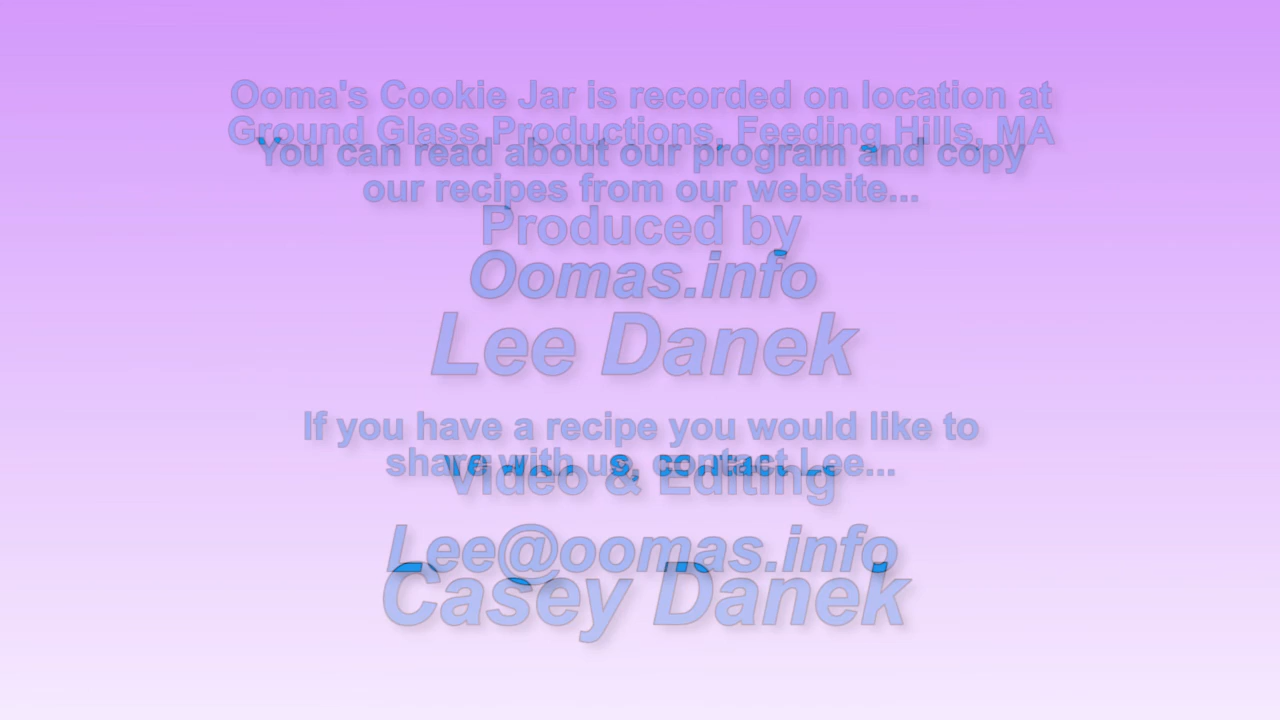 Ooma's Cookie Jar is recorded on location at
Ground Glass Productions, Feeding Hills, MA
You can read about our program and copy
our recipes from our website...
Produced by
Oomas.info
Lee Danek
If you have a recipe you would like to
share with us, contact Lee...
Video & Editing
Lee@oomas.info
Casey Danek